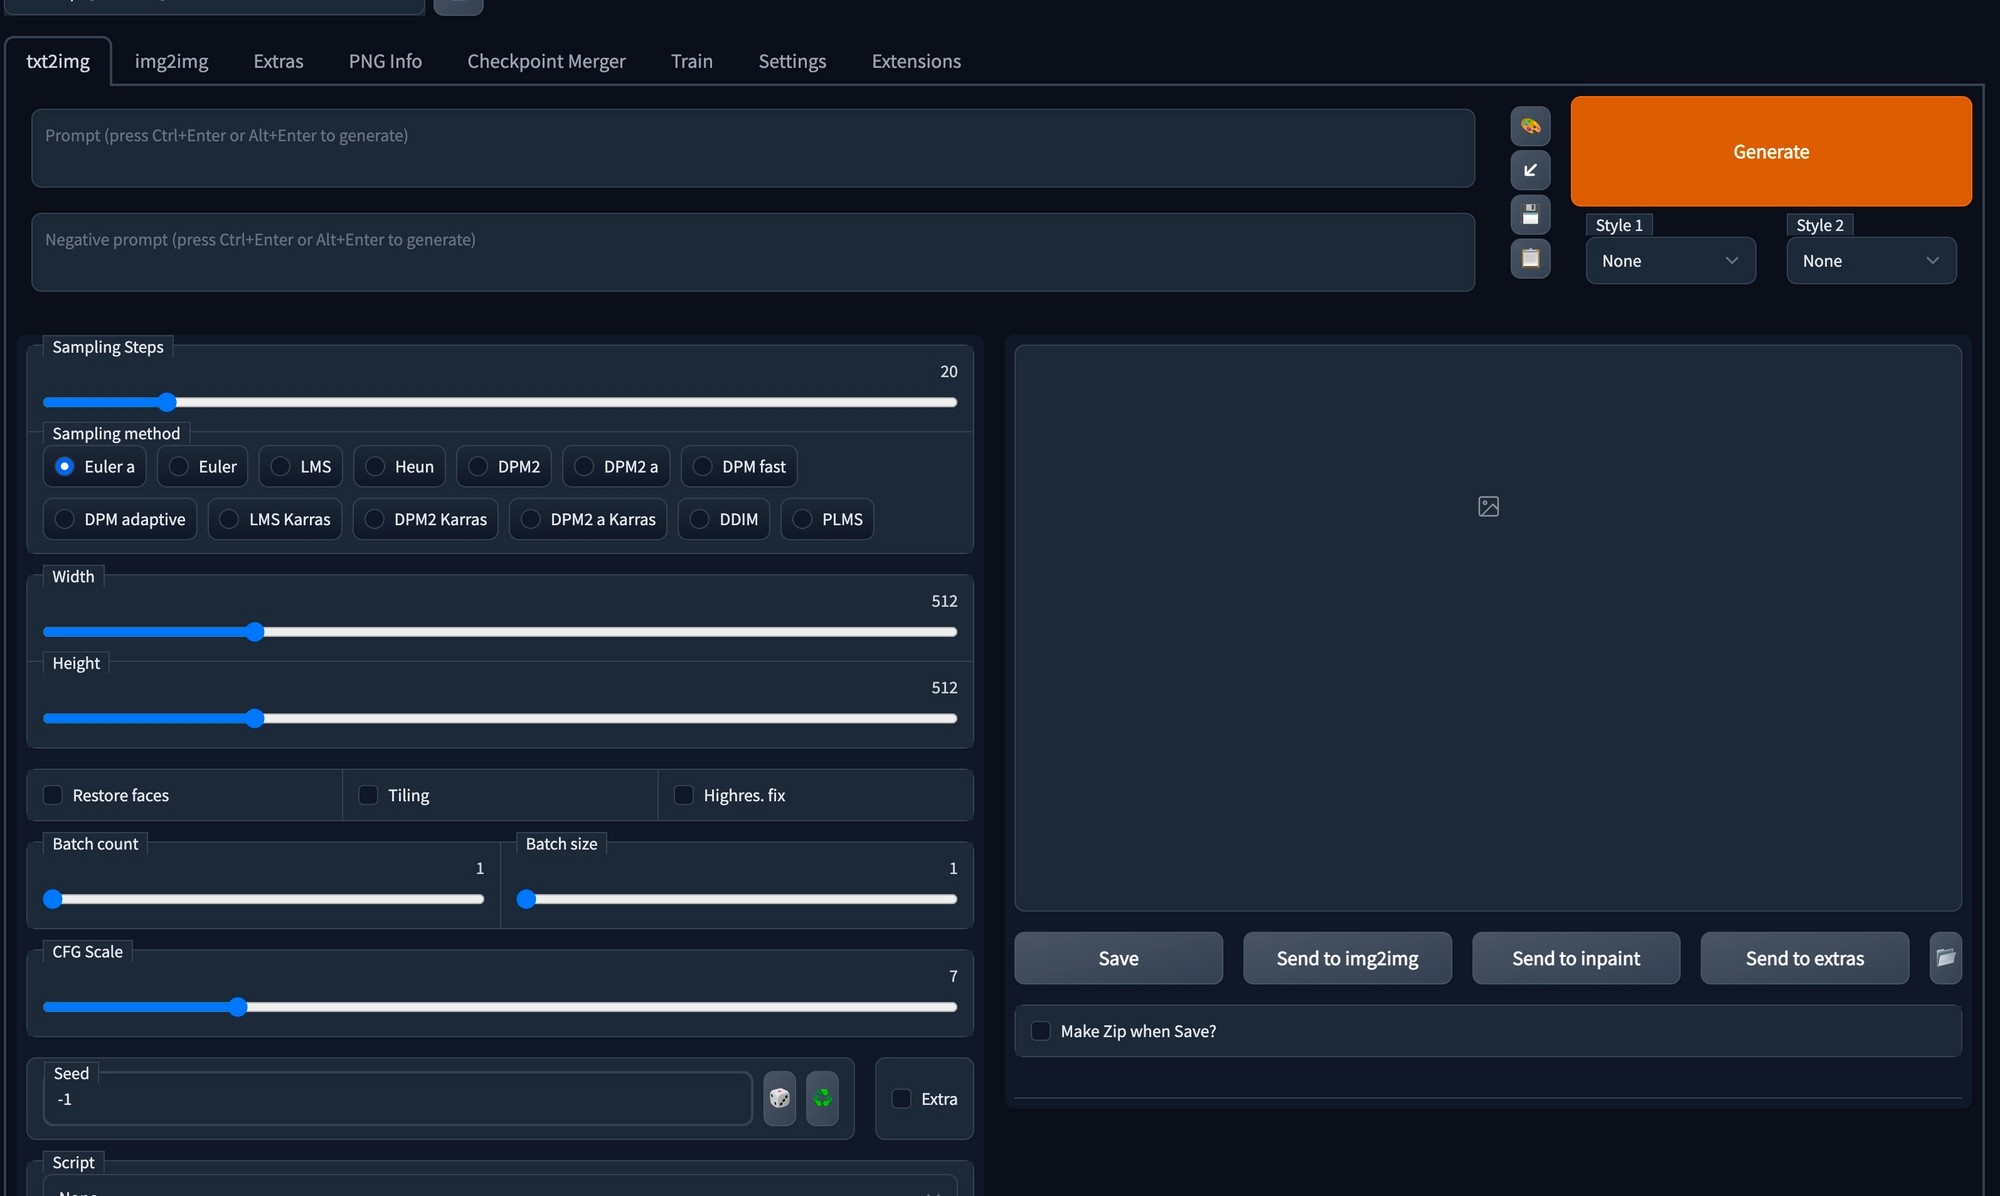 txt2img img2img Extras PNG Info Checkpoint Merger Train Settings Extensions
Prompt (press Ctrl+Enter or Alt+Enter to generate)
Generate
Negative prompt (press Ctrl+Enter or Alt+Enter to generate)
Style 1 Style 2
None None
Sampling Steps
20
Sampling method
Euler a Euler LMS Heun DPM2 DPM2 a DPM fast
DPM adaptive LMS Karras DPM2 Karras DPM2 a Karras DDIM PLMS
Width
512
Height
512
Restore faces Tiling Highres. fix
Batch count Batch size
1 1
CFG Scale
7
Seed
-1
Extra
Script
Save Send to img2img Send to inpaint Send to extras
Make Zip when Save?